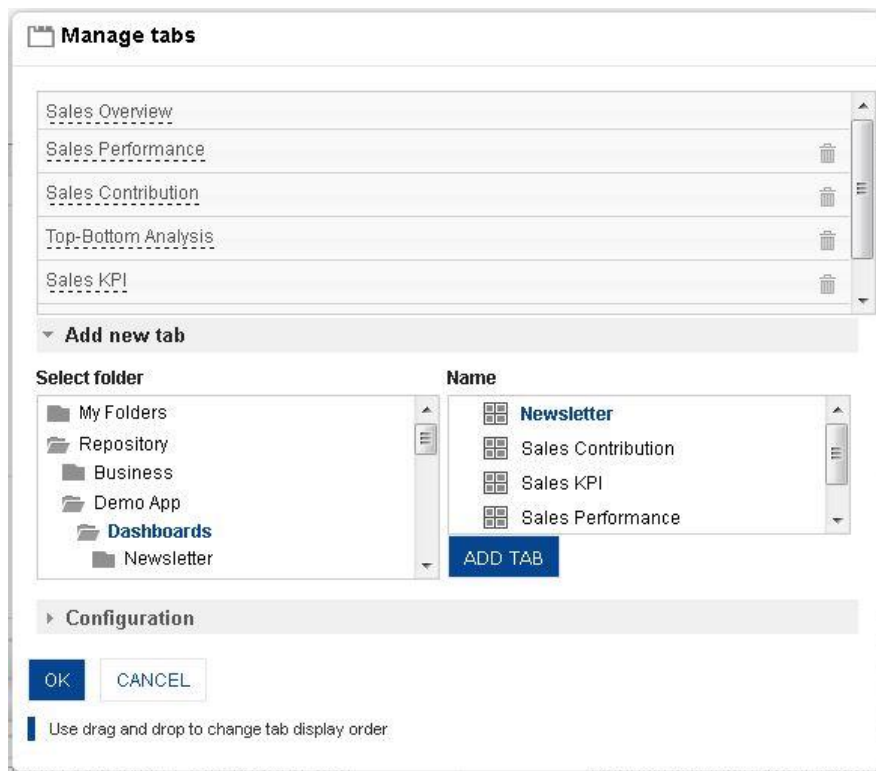 Manage tabs
Sales Overview
Sales Performance
Sales Contribution
Top-Bottom Analysis
Sales KPI
Add new tab
Select folder
Name
My Folders
Repository
Business
Demo App
Dashboards
Newsletter
Newsletter
Sales Contribution
Sales KPI
Sales Performance
ADD TAB
Configuration
OK
CANCEL
Use drag and drop to change tab display order